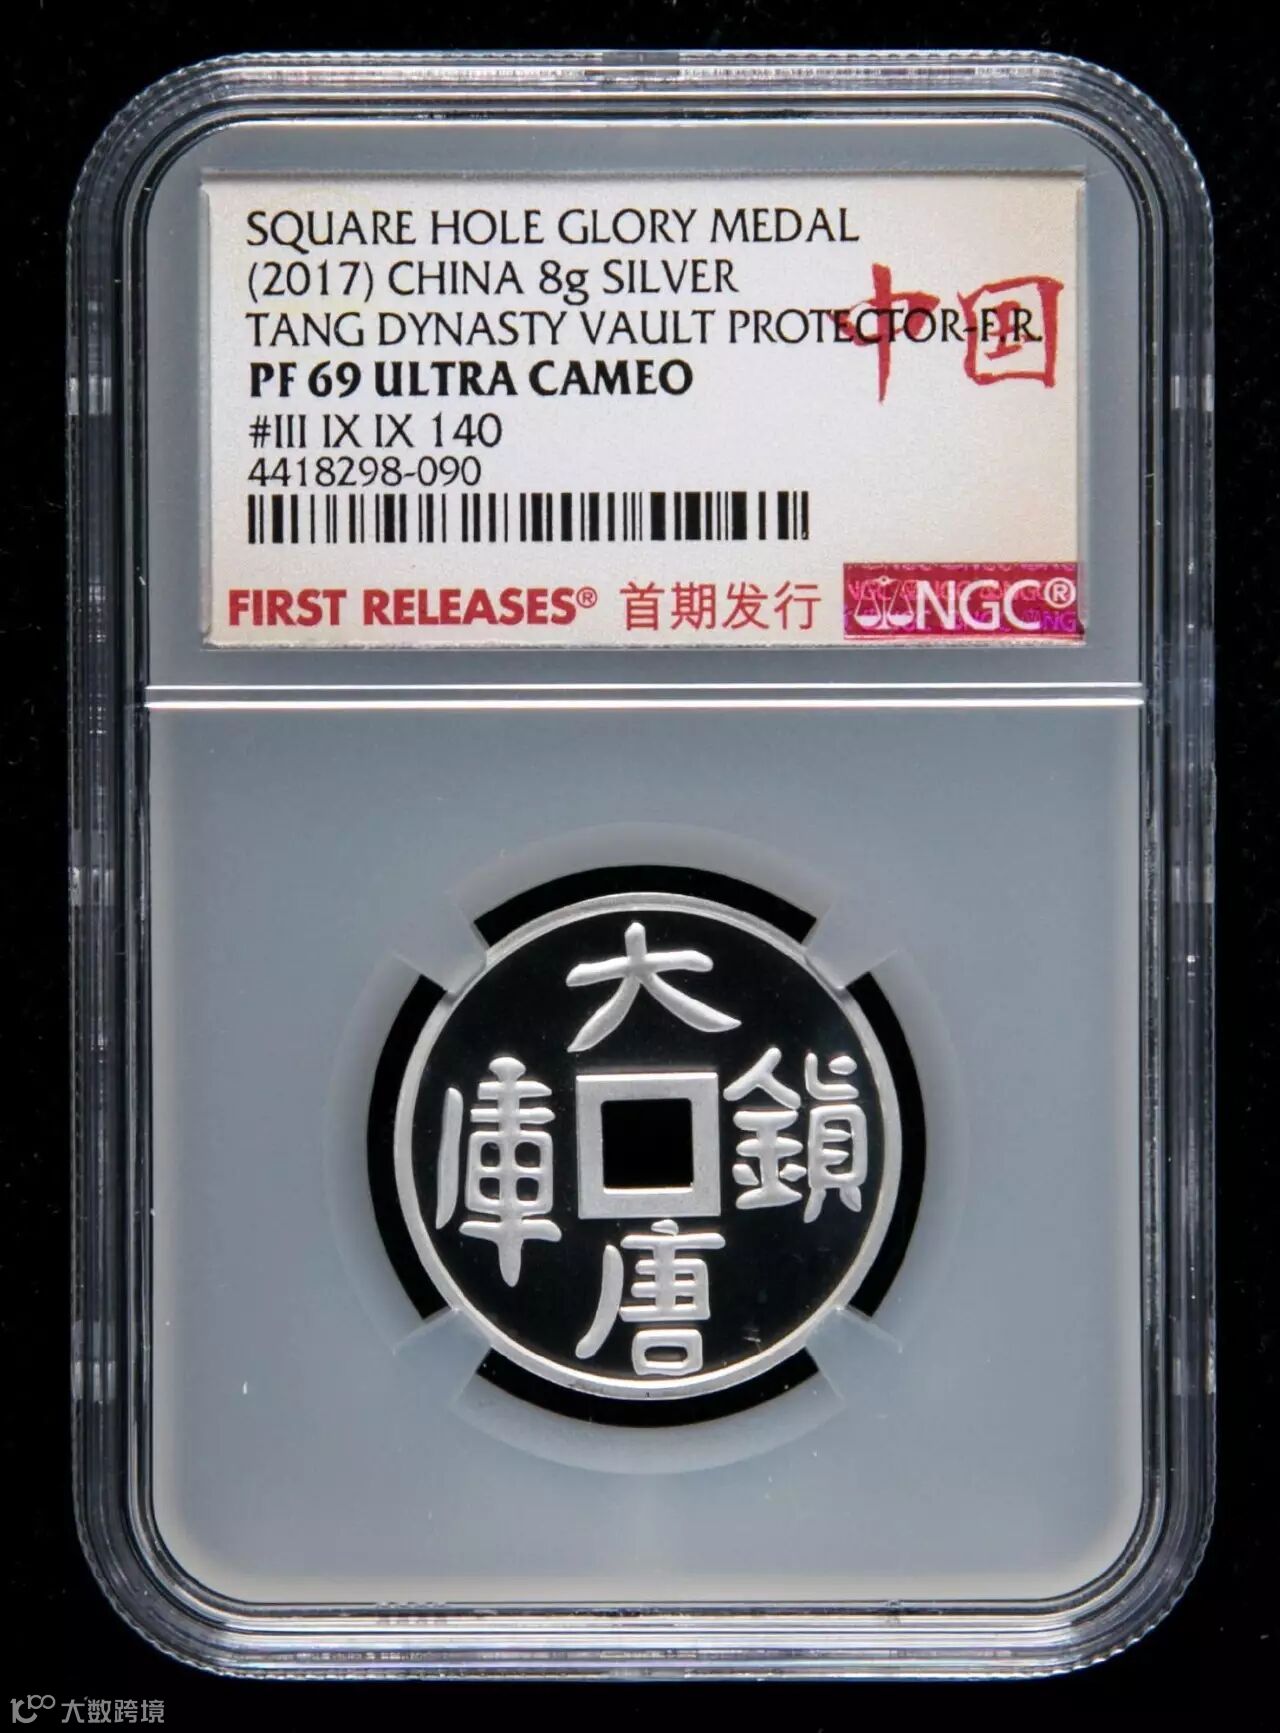 SQUARE HOLE GLORY MEDAL
(2017) CHINA 8g SILVER
TANG DYNASTY VAULT PROTECTOR-F.R.
中国
PF 69 ULTRA CAMEO
#III IX IX 140
4418298-090
FIRST RELEASES® 首期发行 NGC®
大
庫 鎮
唐
大数跨境